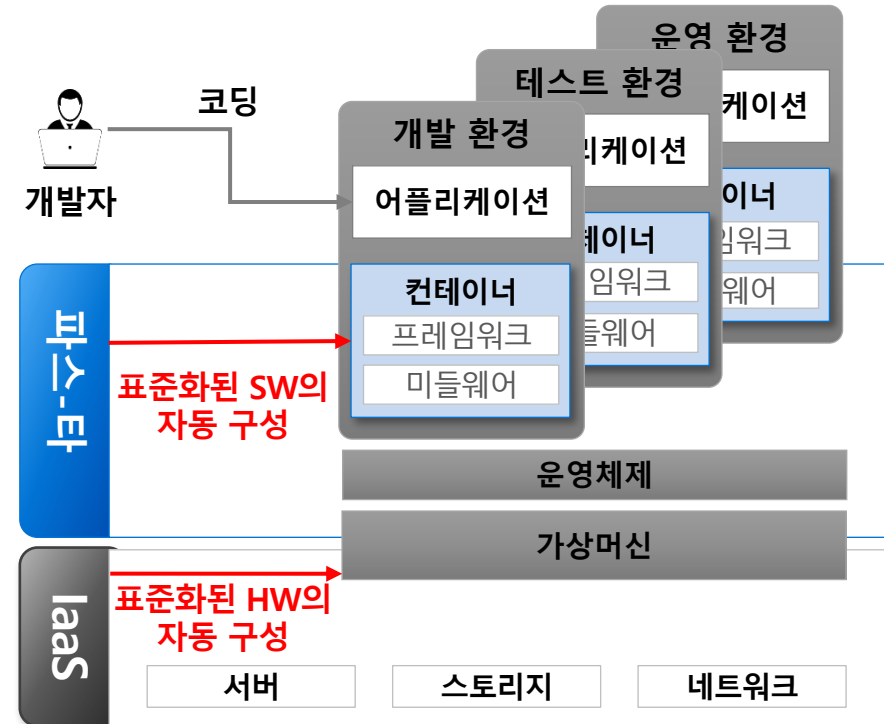 운영 환경
케이션
이너
임워크
웨어
테스트 환경
리케이션
테이너
임워크
들웨어
개발 환경
어플리케이션
컨테이너
프레임워크
미들웨어
코딩
개발자
파스-타
표준화된 SW의
자동 구성
운영체제
가상머신
IaaS
표준화된 HW의
자동 구성
서버
스토리지
네트워크